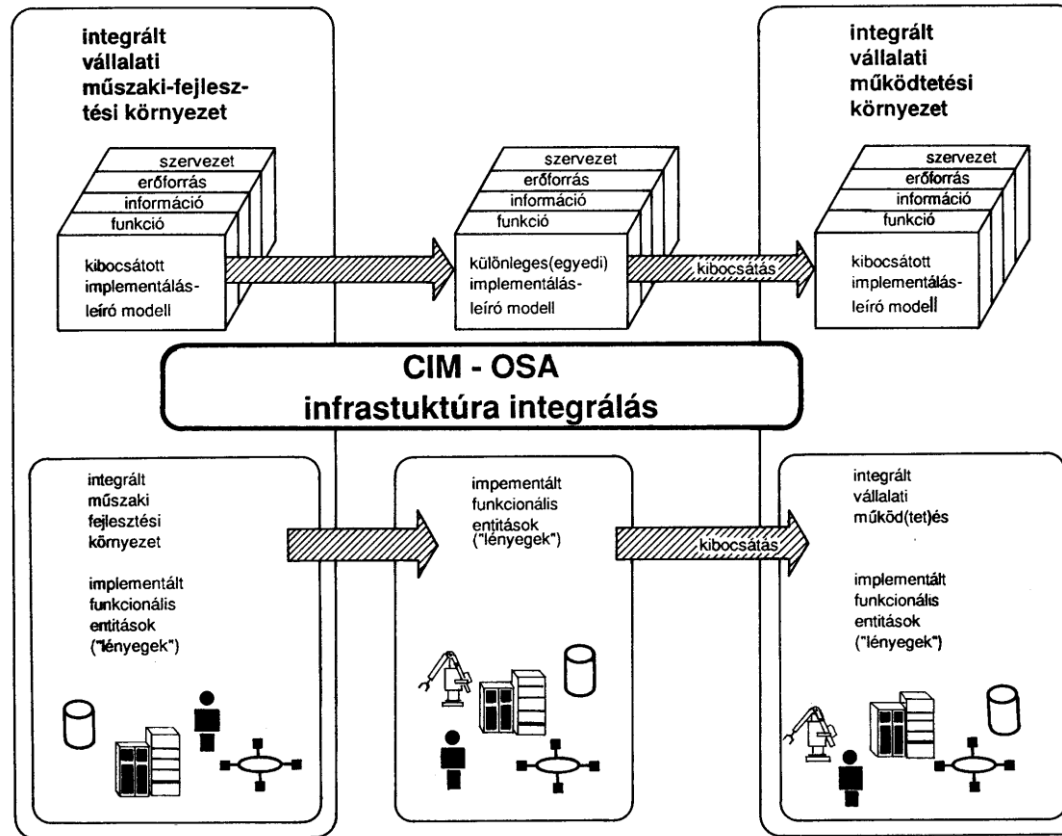 integrált
vállalati
műszaki-fejlesz-
tési környezet
szervezet
erőforrás
információ
funkció
kibocsátott
implementálás-
leíró modell
szervezet
erőforrás
információ
funkció
különleges(egyedi)
implementálás-
leíró modell
kibocsátás
integrált
vállalati
működtetési
környezet
szervezet
erőforrás
információ
funkció
kibocsátott
implementálás-
leíró modell
CIM - OSA
infrastuktúra integrálás
integrált
műszaki
fejlesztési
környezet
implementált
funkcionális
entitások
("lényegek")
impementált
funkcionális
entitások
("lényegek")
kibocsátás
integrált
vállalati
működ(tet)és
implementált
funkcionális
entitások
("lényegek")